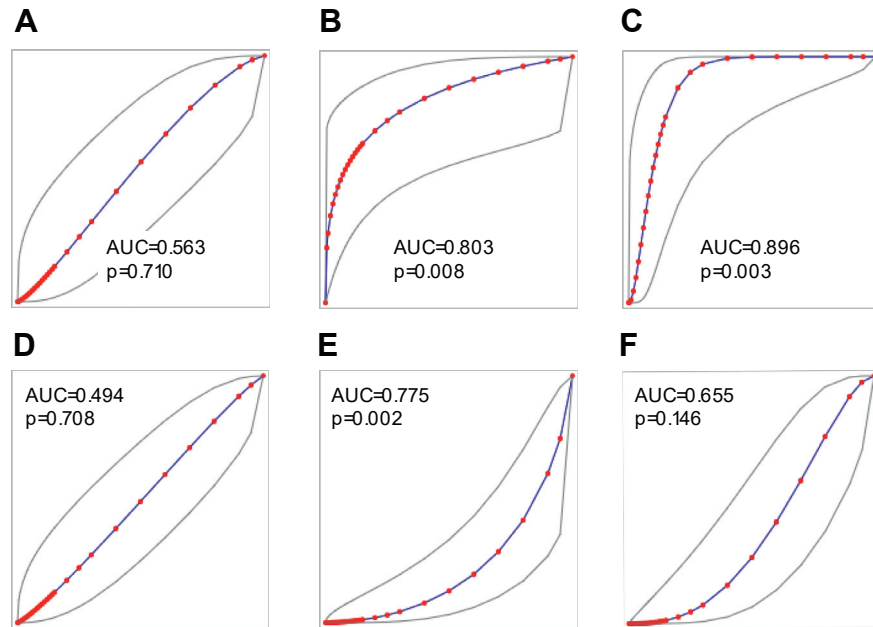 A
AUC=0.563
p=0.710
B
AUC=0.803
p=0.008
C
AUC=0.896
p=0.003
D
AUC=0.494
p=0.708
E
AUC=0.775
p=0.002
F
AUC=0.655
p=0.146